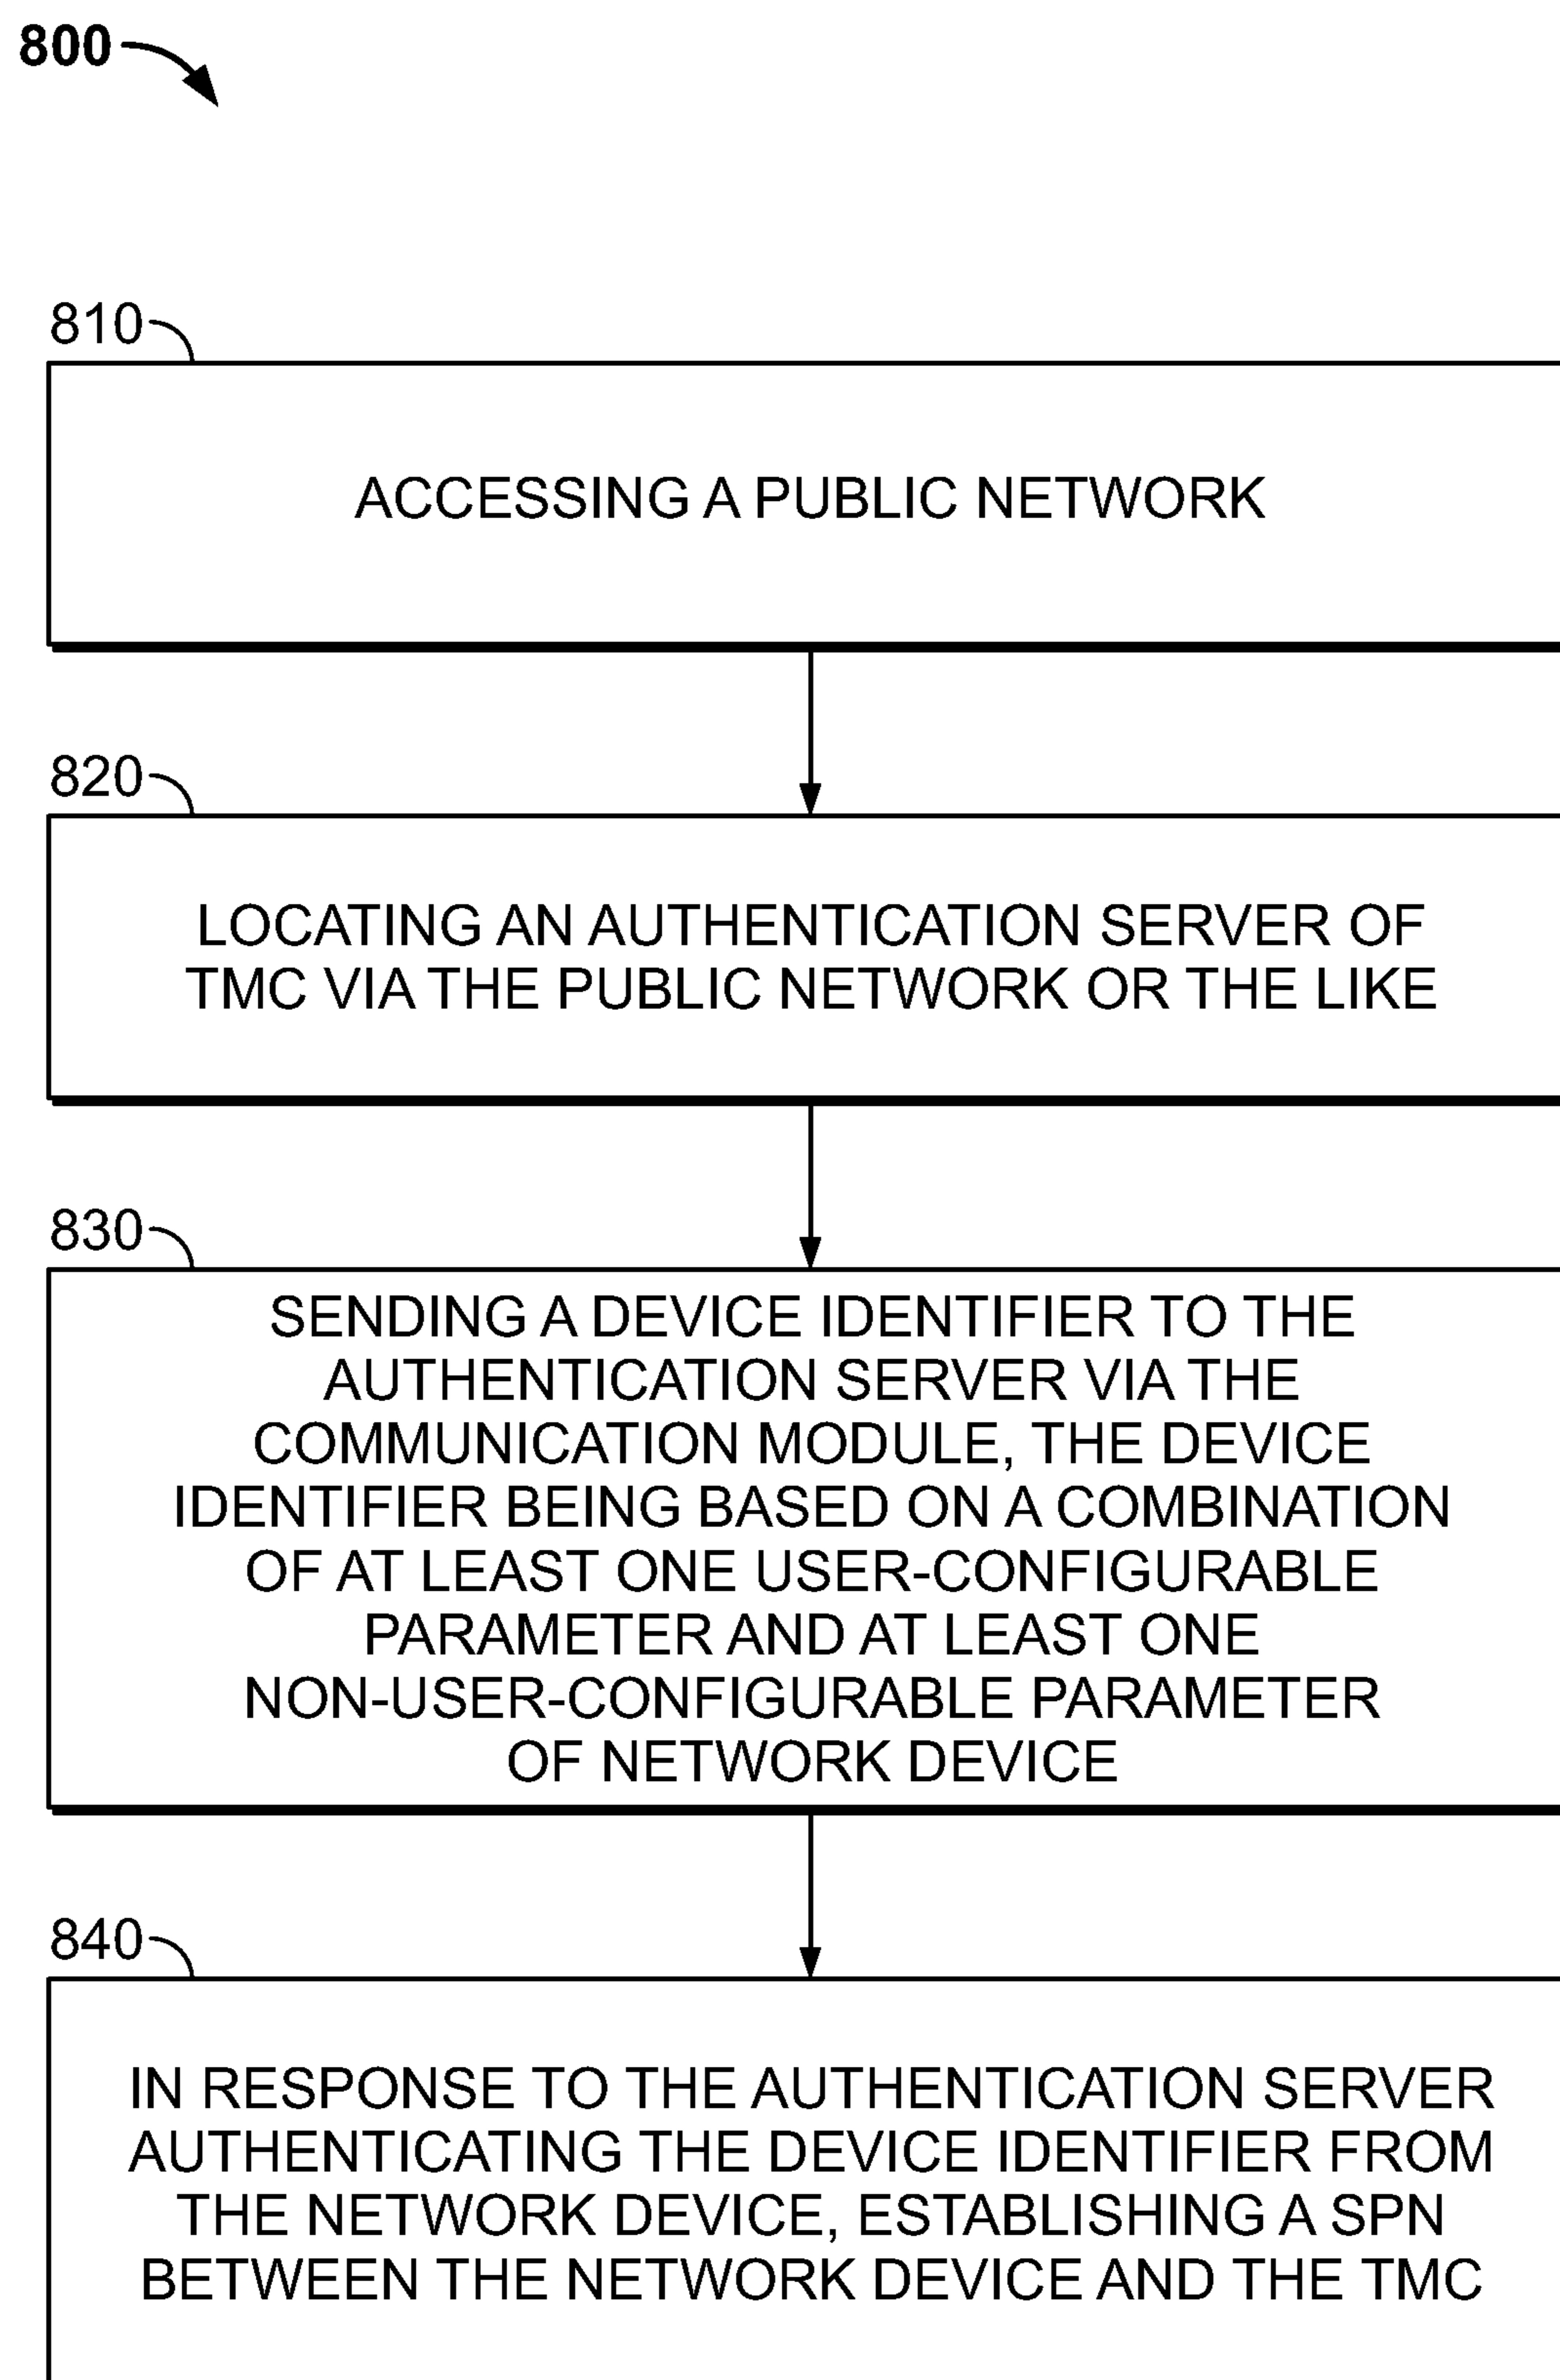 800
810
ACCESSING A PUBLIC NETWORK
820
LOCATING AN AUTHENTICATION SERVER OF
TMC VIA THE PUBLIC NETWORK OR THE LIKE
830
SENDING A DEVICE IDENTIFIER TO THE
AUTHENTICATION SERVER VIA THE
COMMUNICATION MODULE, THE DEVICE
IDENTIFIER BEING BASED ON A COMBINATION
OF AT LEAST ONE USER-CONFIGURABLE
PARAMETER AND AT LEAST ONE
NON-USER-CONFIGURABLE PARAMETER
OF NETWORK DEVICE
840
IN RESPONSE TO THE AUTHENTICATION SERVER
AUTHENTICATING THE DEVICE IDENTIFIER FROM
THE NETWORK DEVICE, ESTABLISHING A SPN
BETWEEN THE NETWORK DEVICE AND THE TMC